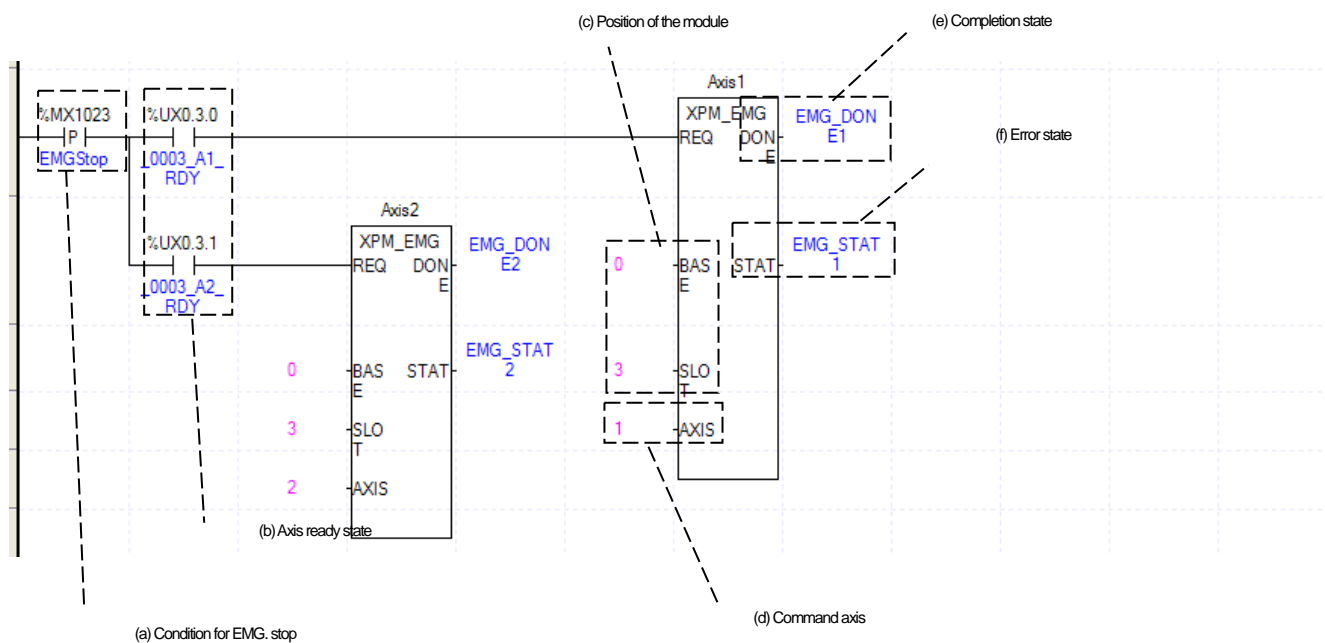 (c) Position of the module
(e) Completion state
Axis1
%MX1023
%UX0.3.0
XPM_EMG
EMG_DON
E1
P
REQ
DON
E
(f) Error state
EMGStop
_0003_A1_
RDY
Axis2
%UX0.3.1
XPM_EMG
EMG_DON
E2
EMG_STAT
1
REQ
DON
E
0
BAS
E
STAT
_0003_A2_
RDY
EMG_STAT
2
0
BAS
E
STAT
3
SLO
T
3
SLO
T
1
AXIS
2
AXIS
(b) Axis ready state
(d) Command axis
(a) Condition for EMG. stop